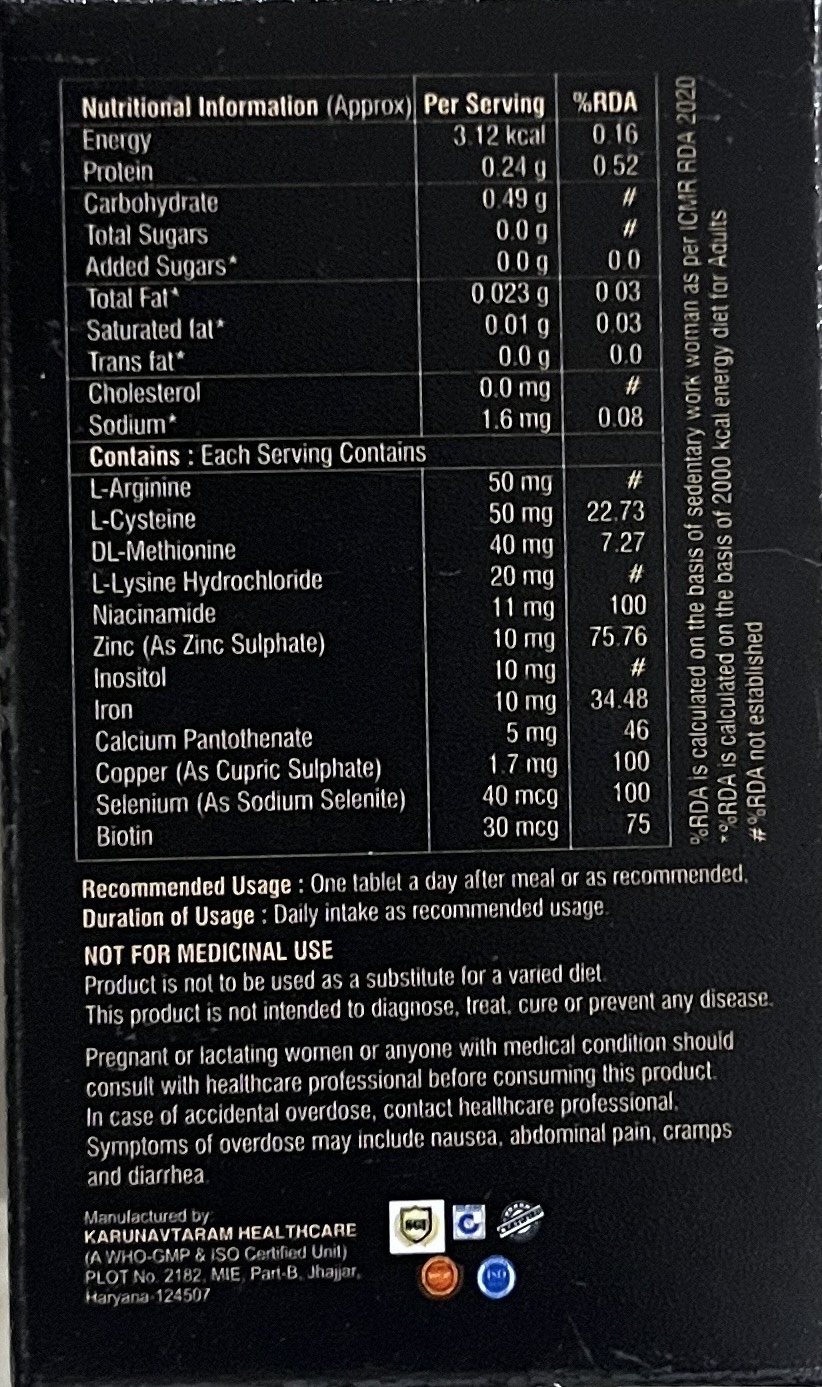 Nutritional Information (Approx) Per Serving %RDA
Energy 3.12 kcal 0.16
Protein 0.24 g 0.52
Carbohydrate 0.49 g #
Total Sugars 0.0 g #
Added Sugars* 0.0 g 0.0
Total Fat* 0.023 g 0.03
Saturated fat* 0.01 g 0.03
Trans fat* 0.0 g 0.0
Cholesterol 0.0 mg #
Sodium* 1.6 mg 0.08
Contains : Each Serving Contains
L-Arginine 50 mg #
L-Cysteine 50 mg 22.73
DL-Methionine 40 mg 7.27
L-Lysine Hydrochloride 20 mg #
Niacinamide 11 mg 100
Zinc (As Zinc Sulphate) 10 mg 75.76
Inositol 10 mg #
Iron 10 mg 34.48
Calcium Pantothenate 5 mg 46
Copper (As Cupric Sulphate) 1.7 mg 100
Selenium (As Sodium Selenite) 40 mcg 100
Biotin 30 mcg 75
%RDA is calculated on the basis of sedentary work woman as per ICMR RDA 2020
*%RDA is calculated on the basis of 2000 kcal energy diet for Adults
# %RDA not established
Recommended Usage : One tablet a day after meal or as recommended.
Duration of Usage : Daily intake as recommended usage.
NOT FOR MEDICINAL USE
Product is not to be used as a substitute for a varied diet.
This product is not intended to diagnose, treat, cure or prevent any disease.
Pregnant or lactating women or anyone with medical condition should
consult with healthcare professional before consuming this product.
In case of accidental overdose, contact healthcare professional.
Symptoms of overdose may include nausea, abdominal pain, cramps
and diarrhea.
Manufactured by:
KARUNAVTARAM HEALTHCARE
(A WHO-GMP & ISO Certified Unit)
PLOT No. 2182, MIE, Part-B, Jhajjar,
Haryana-124507
ISO